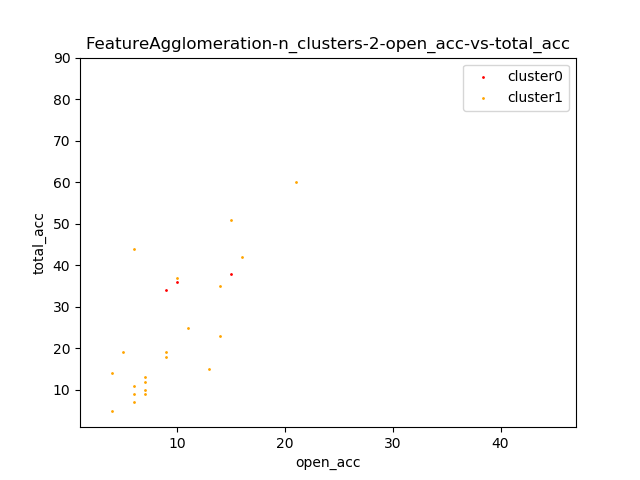 FeatureAgglomeration-n_clusters-2-open_acc-vs-total_acc
cluster0
cluster1
90
80
70
60
50
40
30
20
10
total_acc
10 20 30 40
open_acc